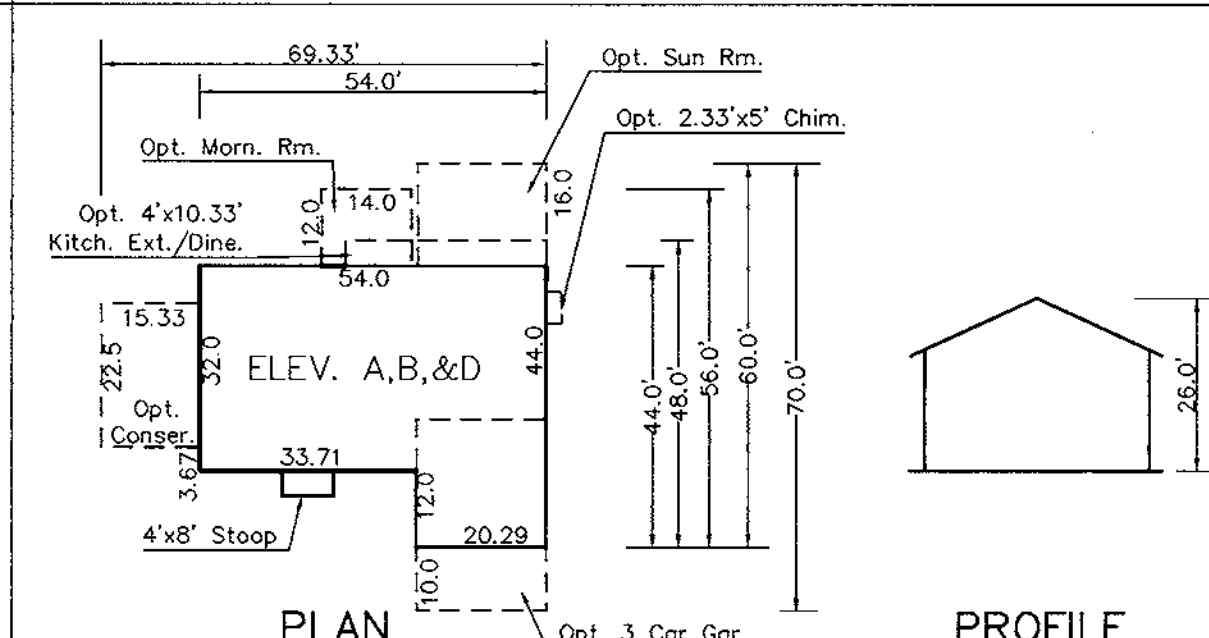 69.33'
54.0'
Opt. Sun Rm.
Opt. 2.33'x5' Chim.
Opt. Morn. Rm.
14.0
12.0
16.0
Opt. 4'x10.33'
Kitch. Ext./Dine.
54.0
15.33
22.5
32.0
ELEV. A,B,&D
44.0
44.0'
48.0'
56.0'
60.0'
70.0'
26.0'
Opt.
Conser.
3.67
33.71
12.0
4'x8' Stoop
20.29
10.0
PLAN
Opt. 3 Car Gar.
PROFILE